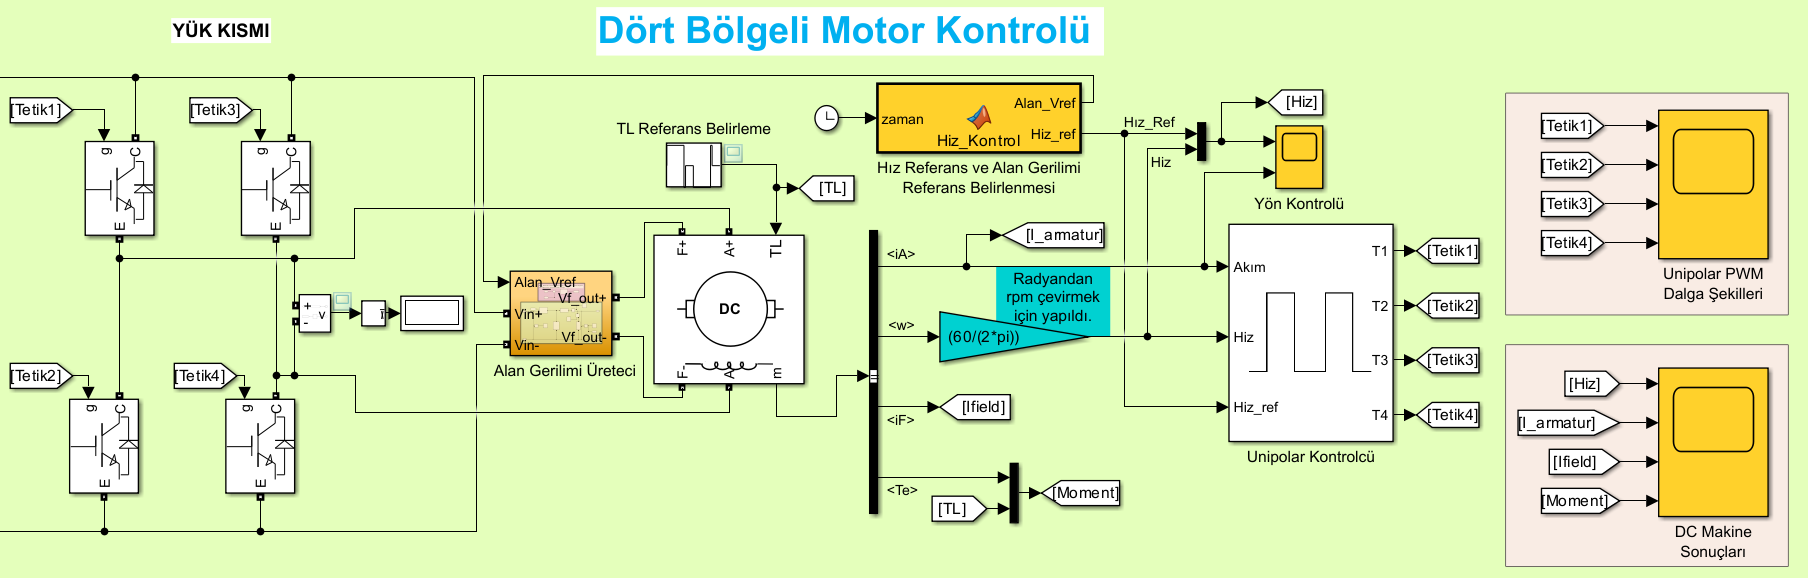 Dört Bölgeli Motor Kontrolü
YÜK KISMI
[Tetik1]
[Tetik3]
g
C
E
g
C
E
[Tetik2]
[Tetik4]
g
C
E
g
C
E
+
-
v
Alan_Vref
Vin+
Vin-
Vf_out+
Vf_out-
Alan Gerilimi Üreteci
TL Referans Belirleme
[TL]
F+
A+
TL
DC
F-
A-
m
zaman
Alan_Vref
Hiz_ref
Hiz_Kontrol
Hız Referans ve Alan Gerilimi
Referans Belirlenmesi
Hız_Ref
Hiz
[Hiz]
Yön Kontrolü
<iA>
[I_armatur]
Radyandan
rpm çevirmek
için yapıldı.
<w>
(60/(2*pi))
<iF>
[Ifield]
<Te>
[TL]
[Moment]
Akım
Hiz
Hiz_ref
T1
T2
T3
T4
Unipolar Kontrolcü
[Tetik1]
[Tetik2]
[Tetik3]
[Tetik4]
[Tetik1]
[Tetik2]
[Tetik3]
[Tetik4]
Unipolar PWM
Dalga Şekilleri
[Hiz]
[I_armatur]
[Ifield]
[Moment]
DC Makine
Sonuçları